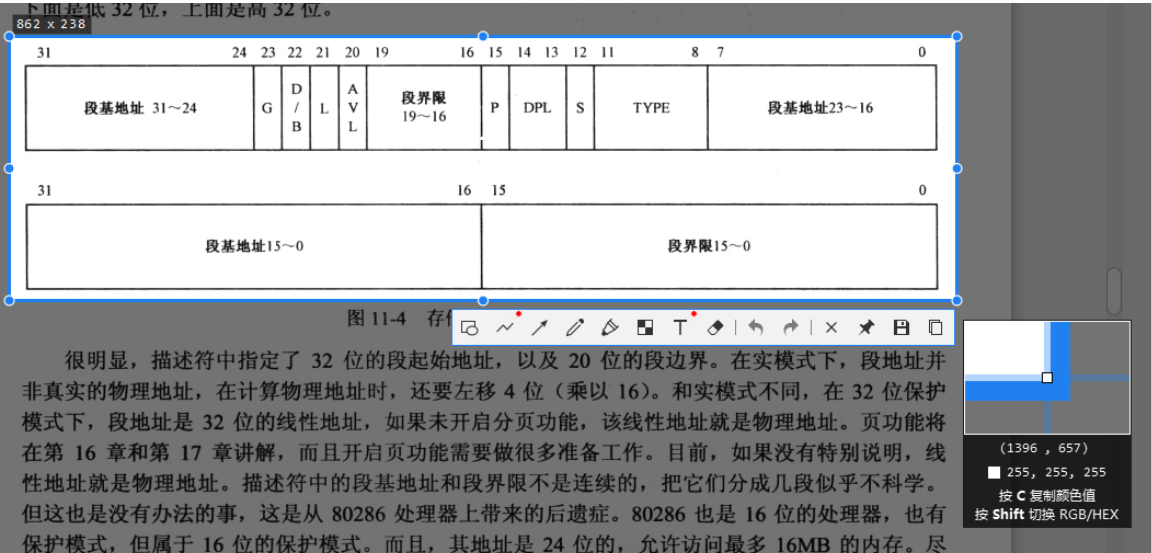 下面是低 32 位，上面是高 32 位。
862 x 238
31 24 23 22 21 20 19 16 15 14 13 12 11 8 7 0
段基地址 31～24
G
D/B
L
AVL
段界限
19～16
P
DPL
S
TYPE
段基地址23～16
31 16 15 0
段基地址15～0
段界限15～0
图 11-4 存
很明显，描述符中指定了 32 位的段起始地址，以及 20 位的段边界。在实模式下，段地址并
非真实的物理地址，在计算物理地址时，还要左移 4 位（乘以 16）。和实模式不同，在 32 位保护
模式下，段地址是 32 位的线性地址，如果未开启分页功能，该线性地址就是物理地址。页功能将
在第 16 章和第 17 章讲解，而且开启页功能需要做很多准备工作。目前，如果没有特别说明，线
性地址就是物理地址。描述符中的段基地址和段界限不是连续的，把它们分成几段似乎不科学。
但这也是没有办法的事，这是从 80286 处理器上带来的后遗症。80286 也是 16 位的处理器，也有
保护模式，但属于 16 位的保护模式。而且，其地址是 24 位的，允许访问最多 16MB 的内存。尽
(1396 , 657)
255, 255, 255
按 C 复制颜色值
按 Shift 切换 RGB/HEX